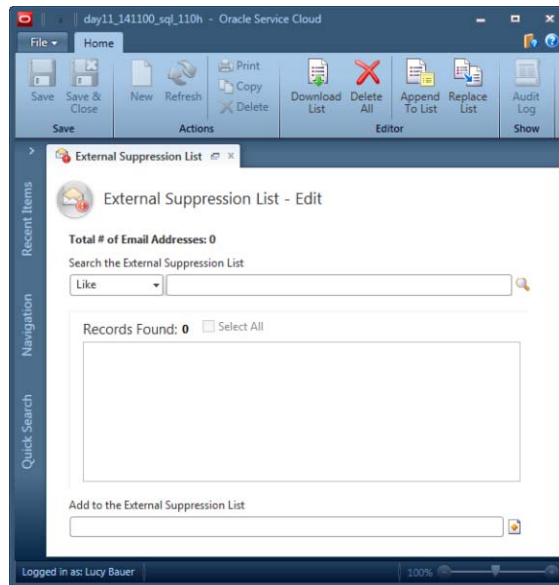 day11_141100_sql_110h - Oracle Service Cloud
File Home
Save Save & Close New Refresh Print Copy Delete Download List Delete All Append To List Replace List Audit Log
Save Actions Editor Show
External Suppression List
Recent Items
Navigation
Quick Search
External Suppression List - Edit
Total # of Email Addresses: 0
Search the External Suppression List
Like
Records Found: 0 Select All
Add to the External Suppression List
Logged in as: Lucy Bauer 100%